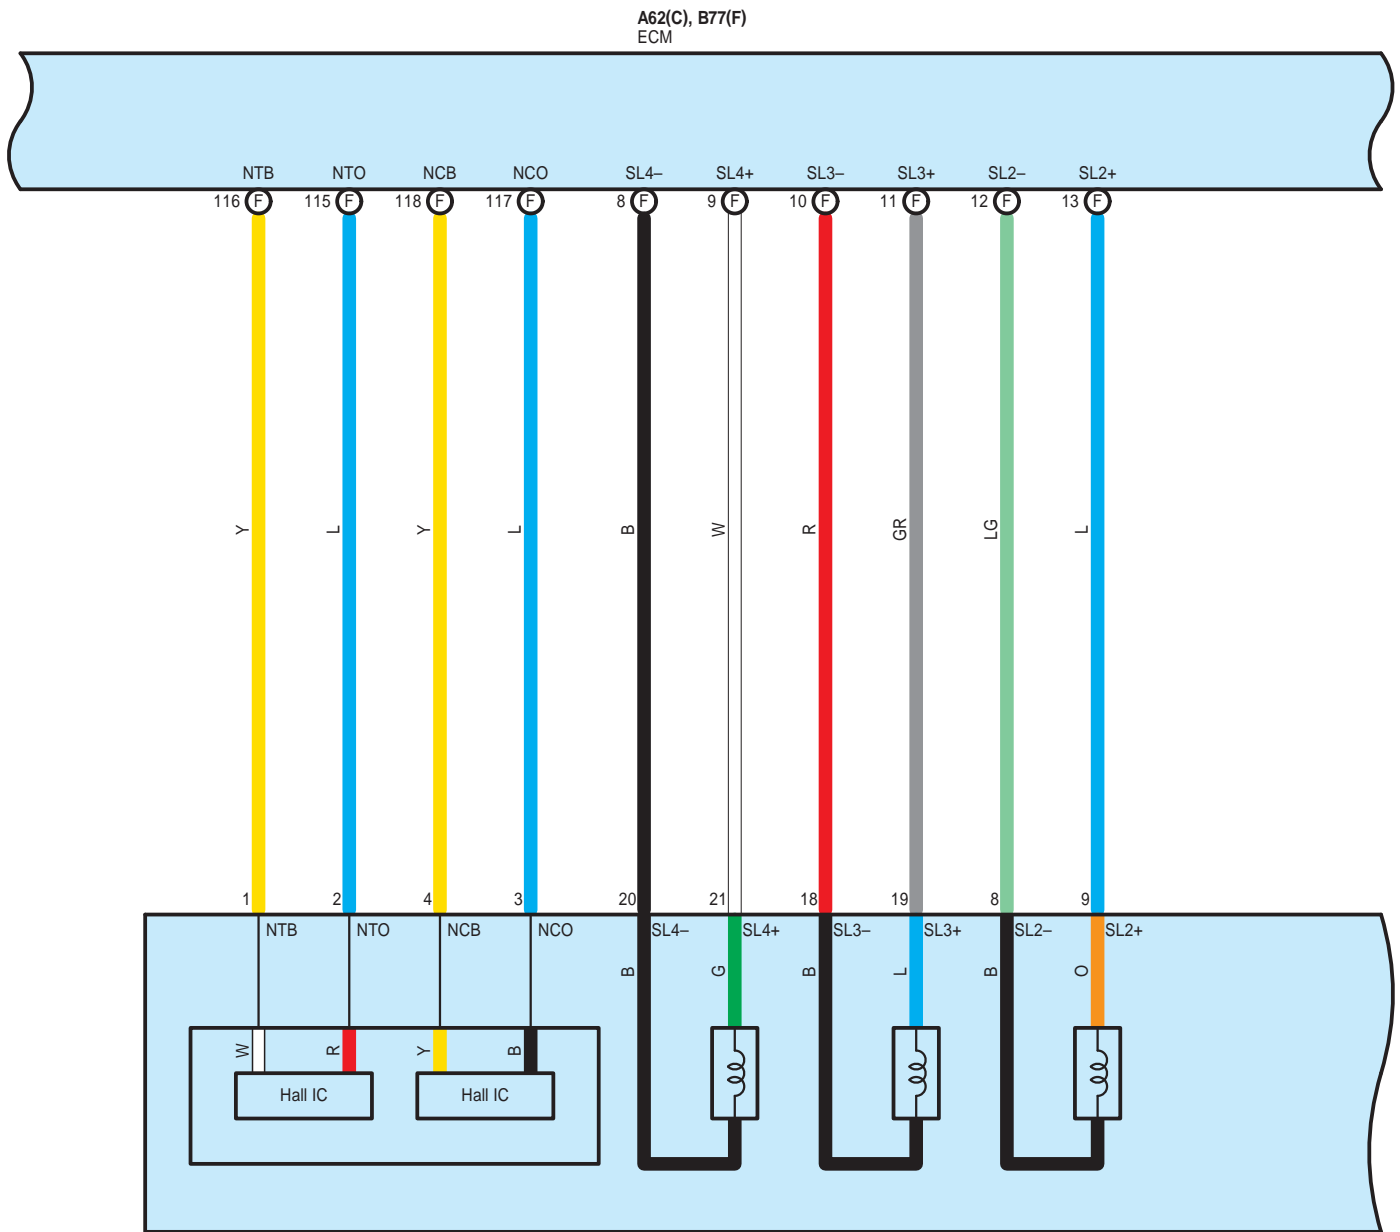 A62(C), B77(F)
ECM
NTB NTO NCB NCO SL4– SL4+ SL3– SL3+ SL2– SL2+
116 F 115 F 118 F 117 F 8 F 9 F 10 F 11 F 12 F 13 F
Y L Y L B W R GR LG L
1 2 4 3 20 21 18 19 8 9
NTB NTO NCB NCO SL4– SL4+ SL3– SL3+ SL2– SL2+
B G B L B O
W R Y B
Hall IC Hall IC